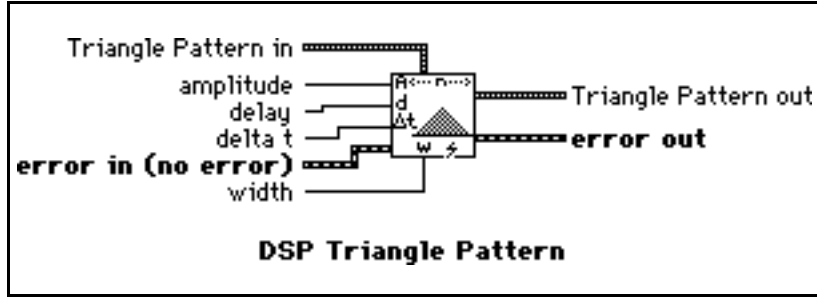 Triangle Pattern in
amplitude
delay
delta t
error in (no error)
width
A<--- n--->
d
Δt
w
Triangle Pattern out
error out
DSP Triangle Pattern